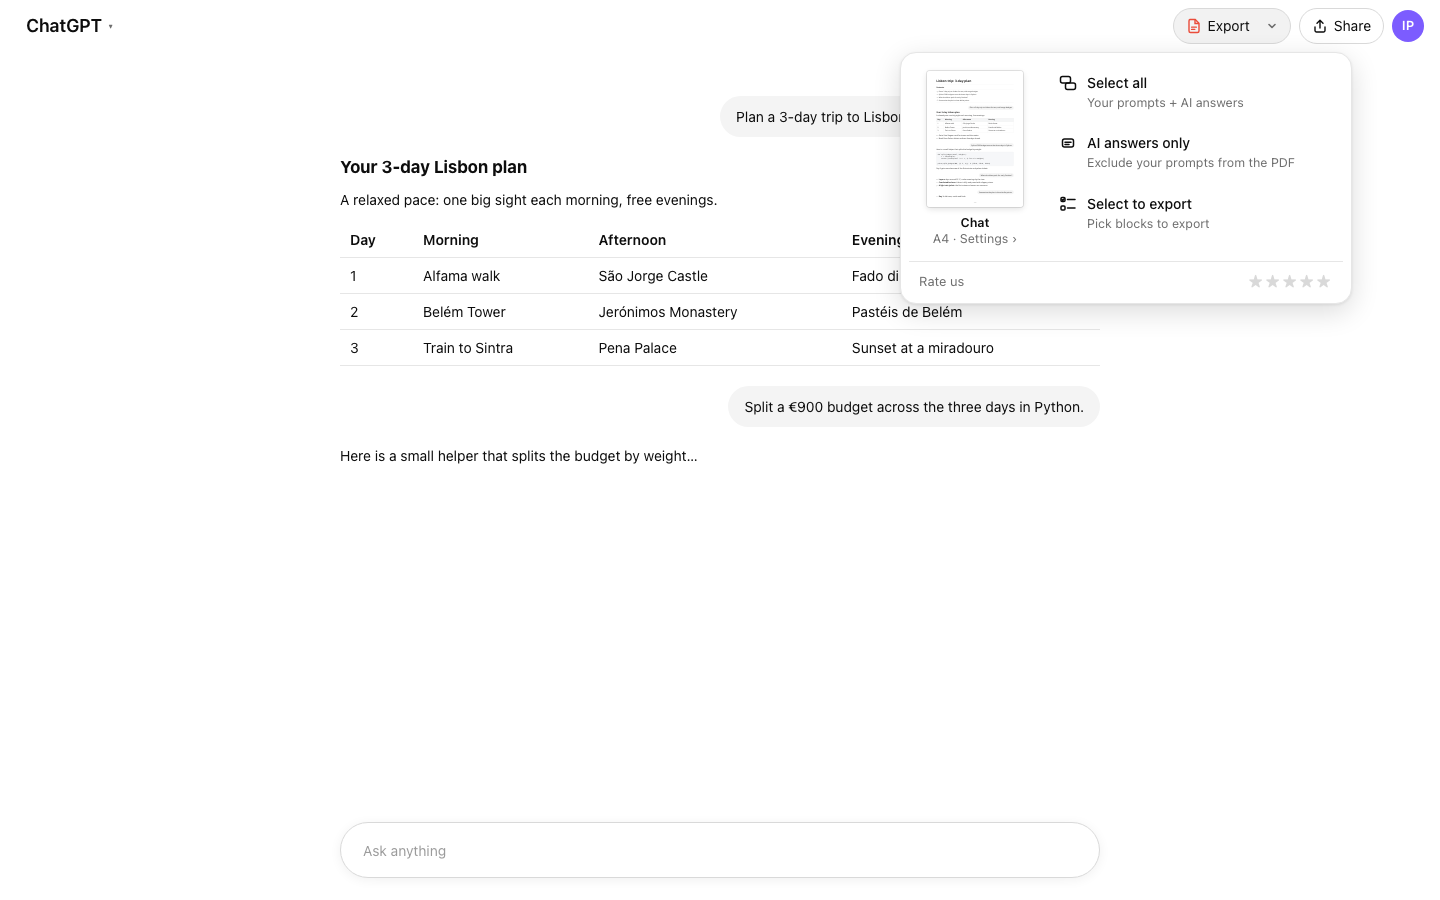 ChatGPT
Export
Share
IP
Plan a 3-day trip to Lisbon
Your 3-day Lisbon plan
A relaxed pace: one big sight each morning, free evenings.
Day Morning Afternoon Evening
1 Alfama walk São Jorge Castle Fado di
2 Belém Tower Jerónimos Monastery Pastéis de Belém
3 Train to Sintra Pena Palace Sunset at a miradouro
Split a €900 budget across the three days in Python.
Here is a small helper that splits the budget by weight…
Lisbon trip: 3-day plan
Chat
A4 · Settings ›
Select all
Your prompts + AI answers
AI answers only
Exclude your prompts from the PDF
Select to export
Pick blocks to export
Rate us
Ask anything